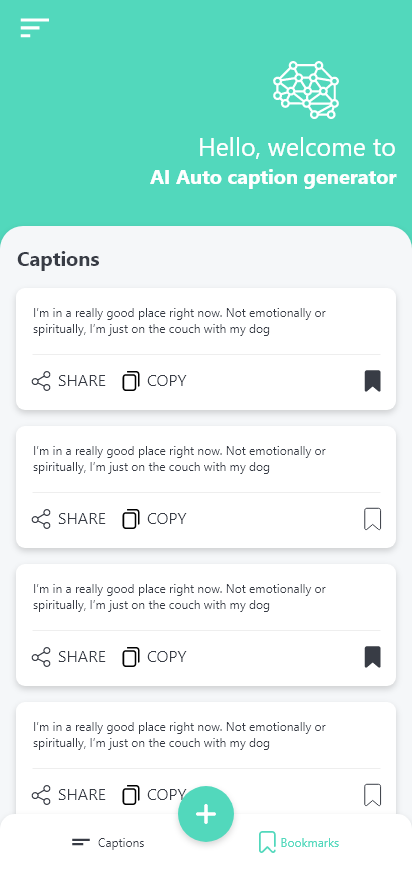 Hello, welcome to
AI Auto caption generator
Captions
I'm in a really good place right now. Not emotionally or
spiritually, I'm just on the couch with my dog
SHARE COPY
I'm in a really good place right now. Not emotionally or
spiritually, I'm just on the couch with my dog
SHARE COPY
I'm in a really good place right now. Not emotionally or
spiritually, I'm just on the couch with my dog
SHARE COPY
I'm in a really good place right now. Not emotionally or
spiritually, I'm just on the couch with my dog
SHARE COPY
Captions Bookmarks